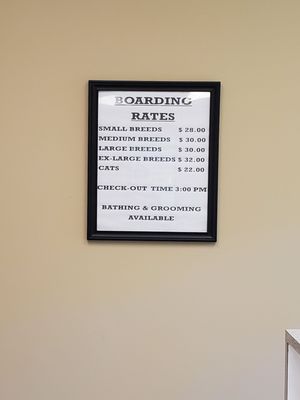 BOARDING
RATES
SMALL BREEDS $ 28.00
MEDIUM BREEDS $ 30.00
LARGE BREEDS $ 30.00
EX-LARGE BREEDS $ 32.00
CATS $ 22.00
CHECK-OUT TIME 3:00 PM
BATHING & GROOMING
AVAILABLE